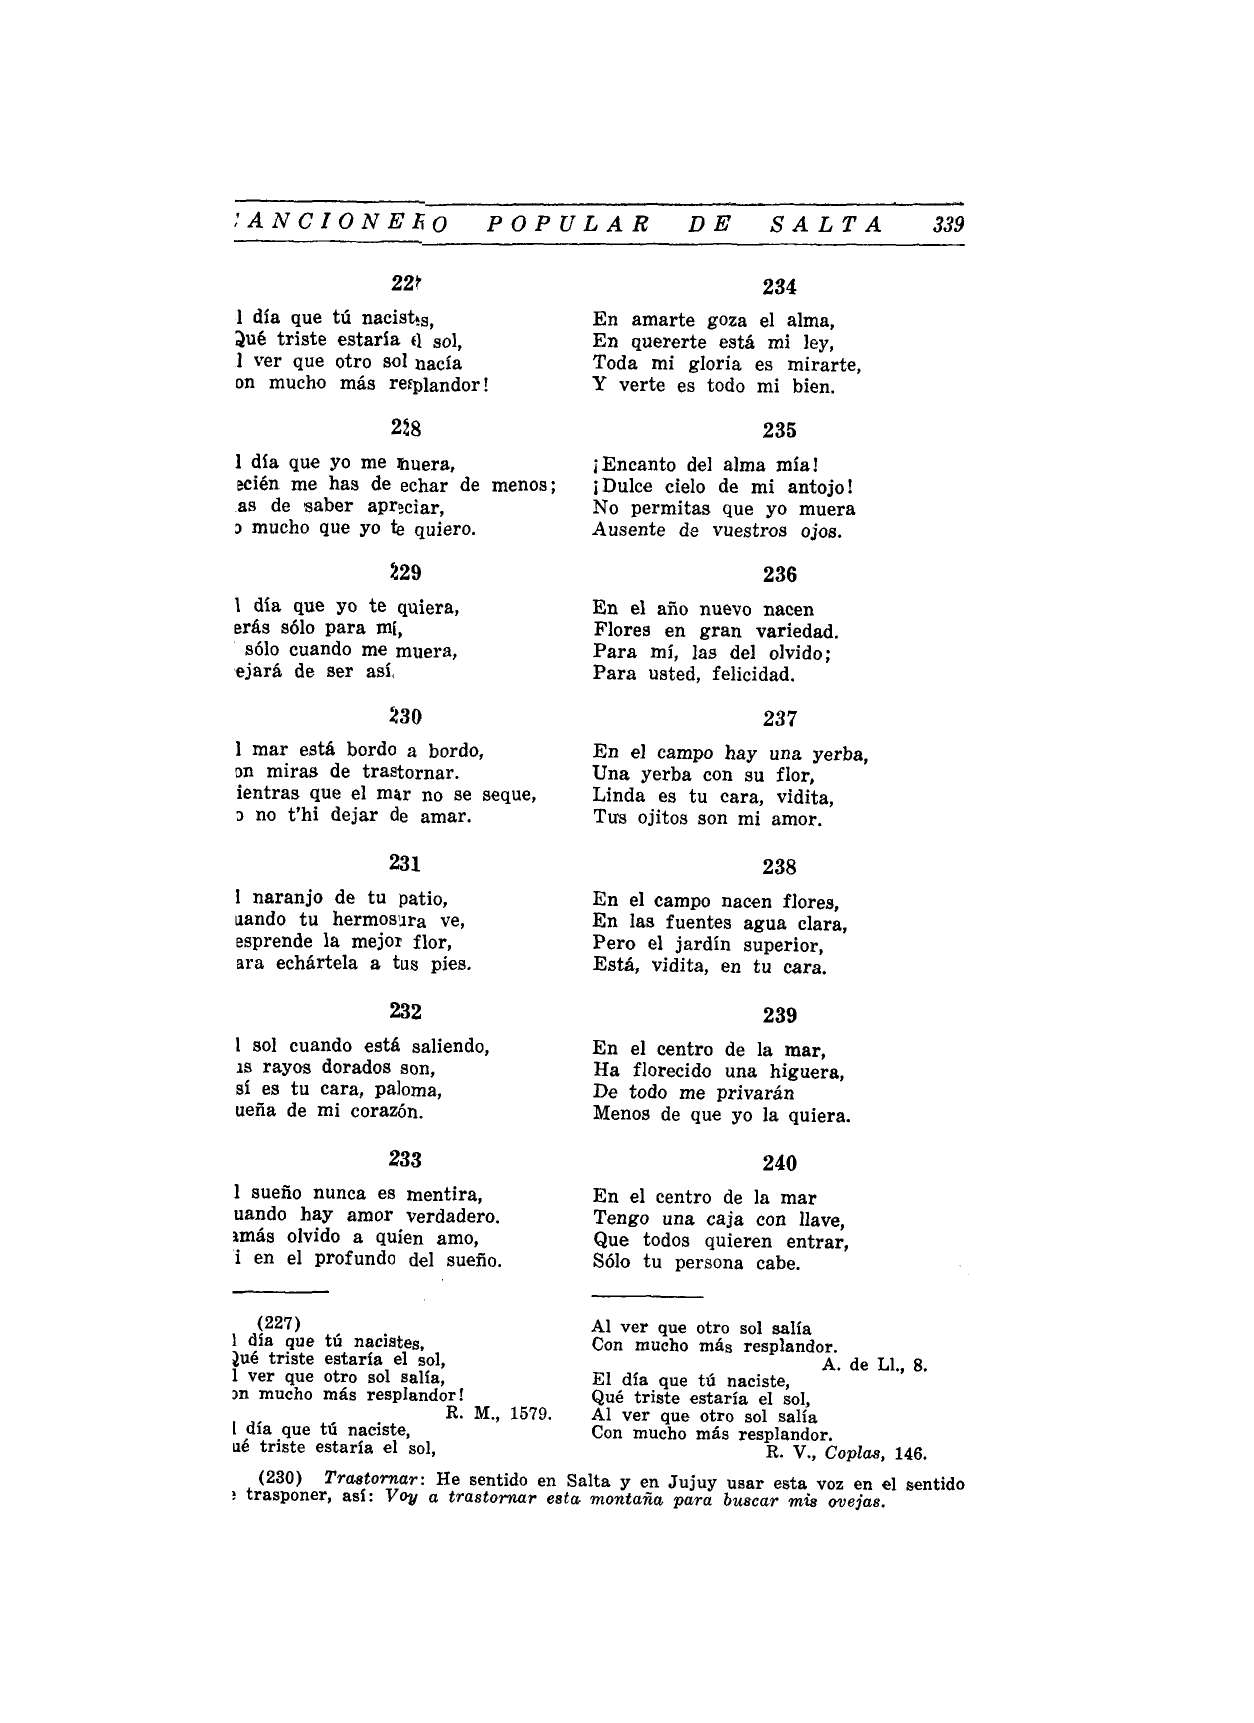 ANCIONERO POPULAR DE SALTA 339
227
l día que tú nacistes,
Qué triste estaría el sol,
l ver que otro sol nacía
on mucho más resplandor!
228
l día que yo me muera,
ecién me has de echar de menos;
as de saber apreciar,
o mucho que yo te quiero.
229
l día que yo te quiera,
erás sólo para mí,
sólo cuando me muera,
ejará de ser así.
230
l mar está bordo a bordo,
on miras de trastornar.
ientras que el mar no se seque,
o no t'hi dejar de amar.
231
l naranjo de tu patio,
uando tu hermosura ve,
esprende la mejor flor,
ara echártela a tus pies.
232
l sol cuando está saliendo,
us rayos dorados son,
sí es tu cara, paloma,
ueña de mi corazón.
233
l sueño nunca es mentira,
uando hay amor verdadero.
amás olvido a quien amo,
i en el profundo del sueño.
234
En amarte goza el alma,
En quererte está mi ley,
Toda mi gloria es mirarte,
Y verte es todo mi bien.
235
¡Encanto del alma mía!
¡Dulce cielo de mi antojo!
No permitas que yo muera
Ausente de vuestros ojos.
236
En el año nuevo nacen
Flores en gran variedad.
Para mí, las del olvido;
Para usted, felicidad.
237
En el campo hay una yerba,
Una yerba con su flor,
Linda es tu cara, vidita,
Tus ojitos son mi amor.
238
En el campo nacen flores,
En las fuentes agua clara,
Pero el jardín superior,
Está, vidita, en tu cara.
239
En el centro de la mar,
Ha florecido una higuera,
De todo me privarán
Menos de que yo la quiera.
240
En el centro de la mar
Tengo una caja con llave,
Que todos quieren entrar,
Sólo tu persona cabe.
(227)
l día que tú nacistes,
Qué triste estaría el sol,
l ver que otro sol salía,
on mucho más resplandor!
R. M., 1579.
l día que tú naciste,
ué triste estaría el sol,
Al ver que otro sol salía
Con mucho más resplandor.
A. de Ll., 8.
El día que tú naciste,
Qué triste estaría el sol,
Al ver que otro sol salía
Con mucho más resplandor.
R. V., Coplas, 146.
(230) Trastornar: He sentido en Salta y en Jujuy usar esta voz en el sentido
e trasponer, así: Voy a trastornar esta montaña para buscar mis ovejas.